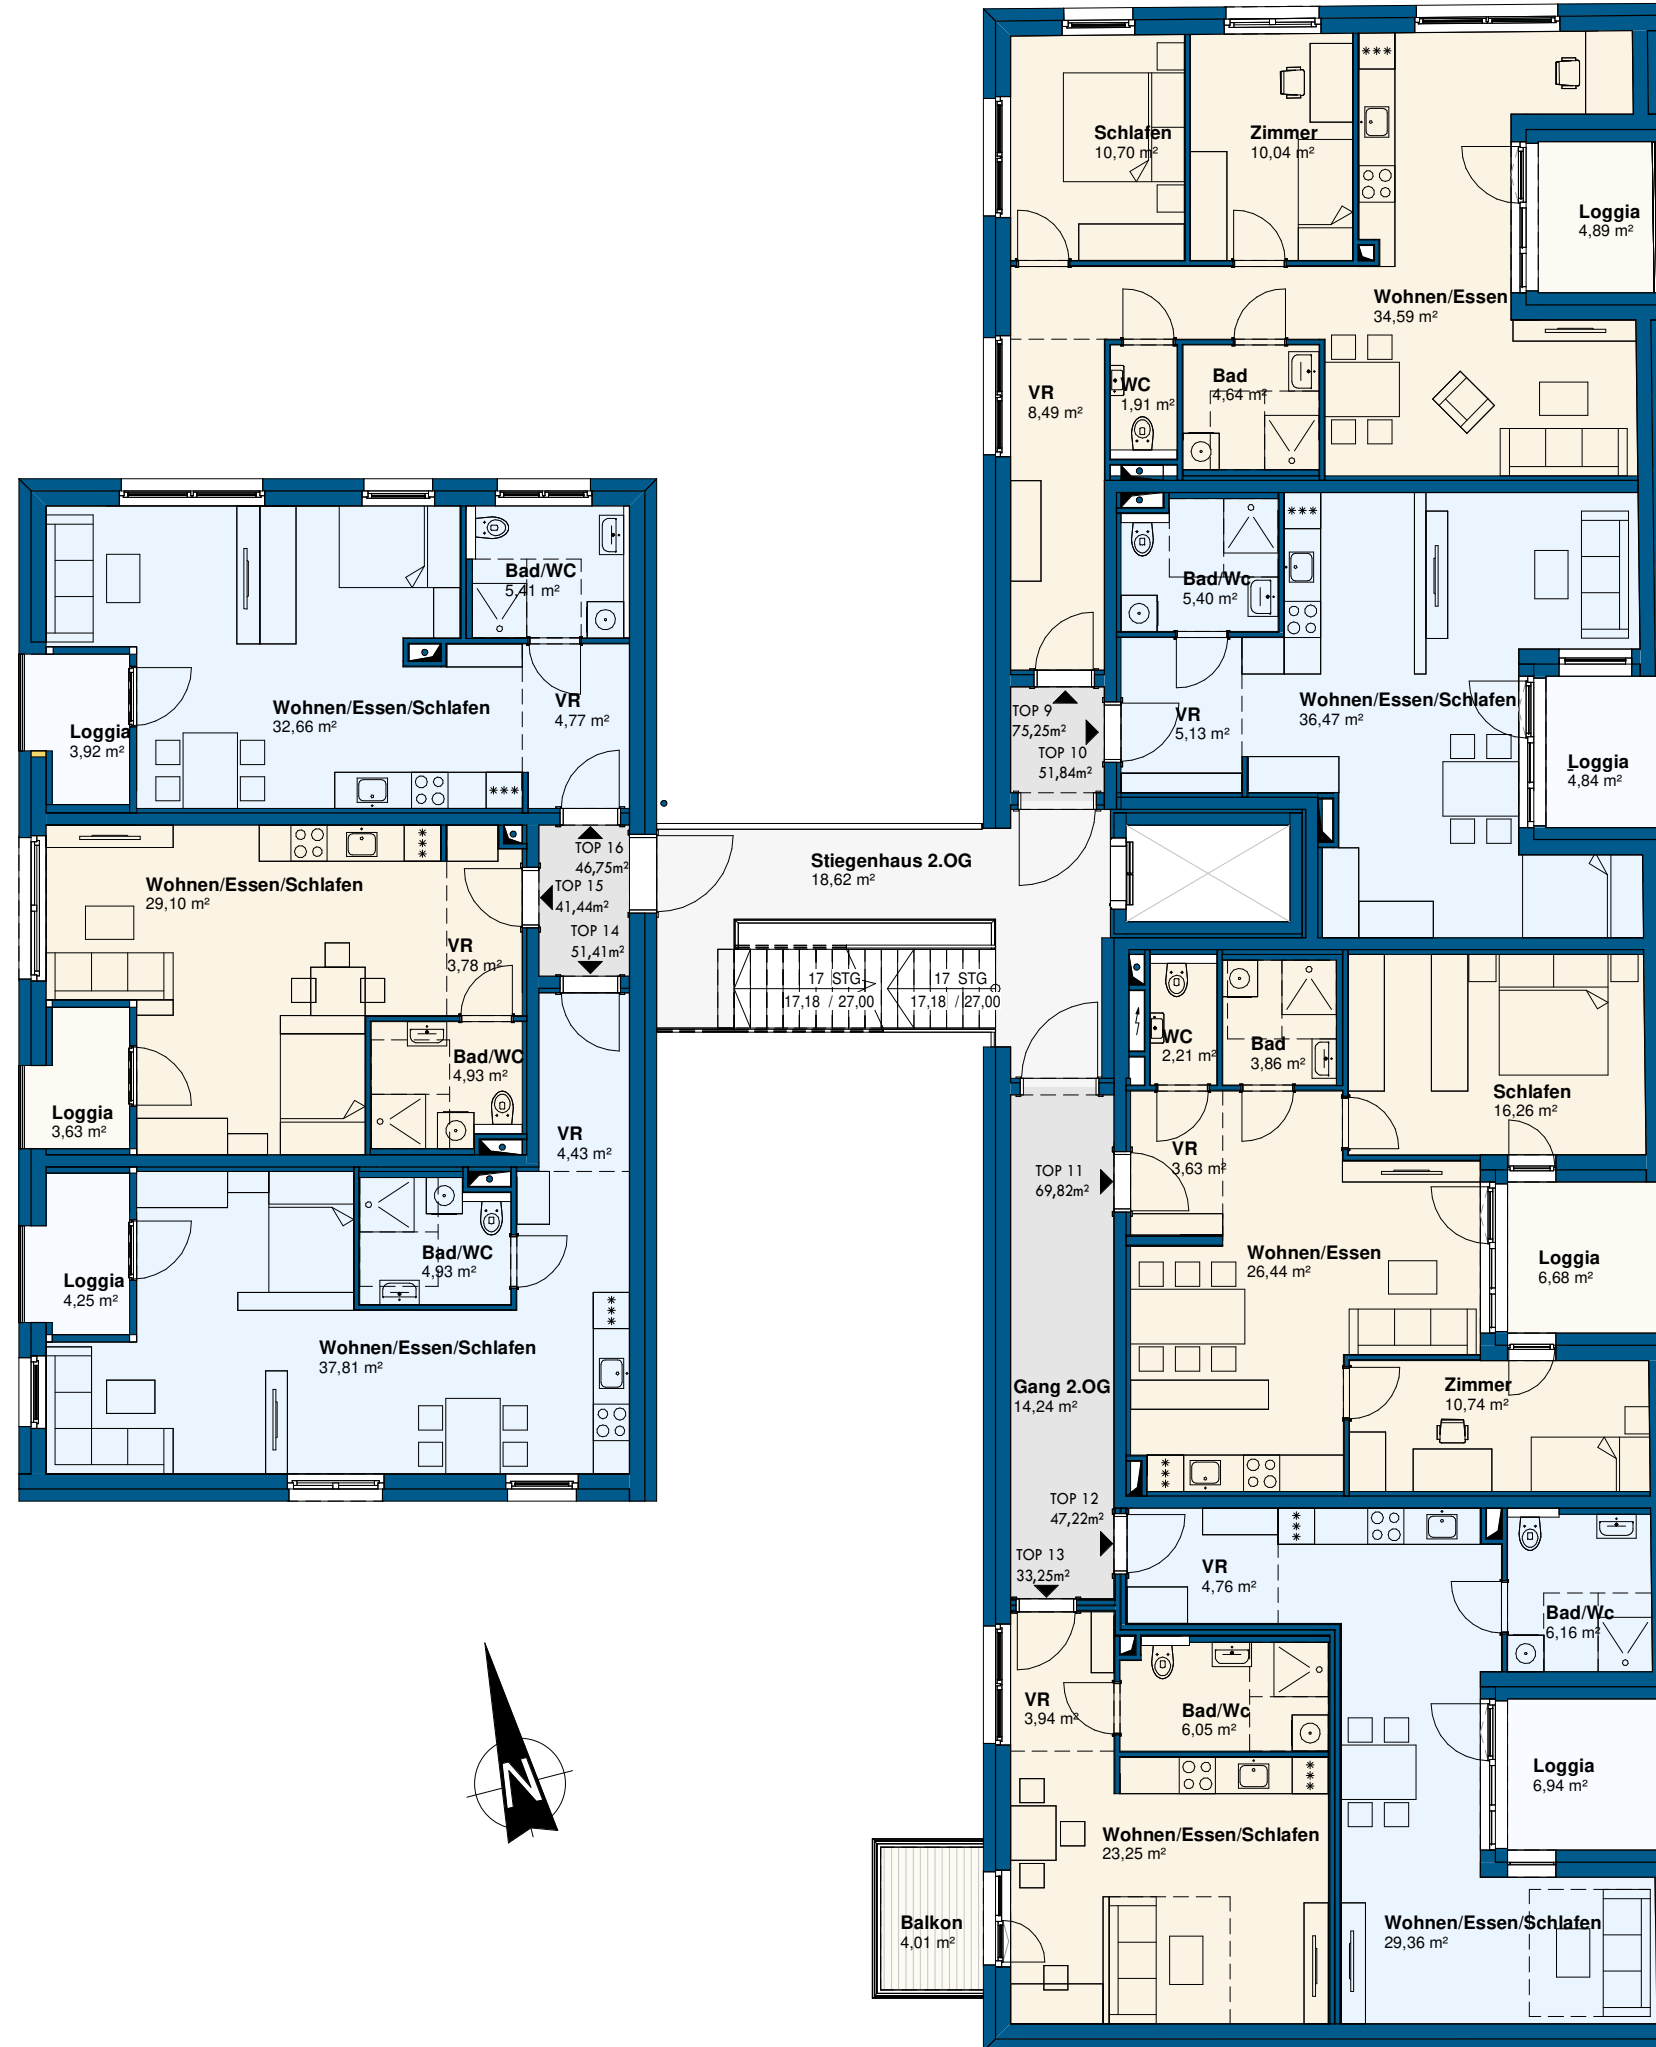 Schlafen
10,70 m²
Zimmer
10,04 m²
Loggia
4,89 m²
Wohnen/Essen
34,59 m²
VR
8,49 m²
WC
1,91 m²
Bad
4,64 m²
Bad/WC
5,41 m²
Wohnen/Essen/Schlafen
32,66 m²
VR
4,77 m²
Loggia
3,92 m²
Bad/Wc
5,40 m²
Wohnen/Essen/Schlafen
36,47 m²
VR
5,13 m²
TOP 9
75,25m²
TOP 10
51,84m²
Loggia
4,84 m²
TOP 16
46,75m²
TOP 15
41,44m²
TOP 14
51,41m²
Stiegenhaus 2.OG
18,62 m²
Wohnen/Essen/Schlafen
29,10 m²
VR
3,78 m²
17 STG
17,18 / 27,00
17 STG
17,18 / 27,00
Bad/WC
4,93 m²
Loggia
3,63 m²
VR
4,43 m²
WC
2,21 m²
Bad
3,86 m²
Schlafen
16,26 m²
VR
3,63 m²
TOP 11
69,82m²
Bad/WC
4,93 m²
Loggia
4,25 m²
Wohnen/Essen
26,44 m²
Loggia
6,68 m²
Wohnen/Essen/Schlafen
37,81 m²
Gang 2.OG
14,24 m²
Zimmer
10,74 m²
TOP 12
47,22m²
TOP 13
33,25m²
VR
4,76 m²
Bad/Wc
6,16 m²
VR
3,94 m²
Bad/Wc
6,05 m²
Loggia
6,94 m²
N
Wohnen/Essen/Schlafen
23,25 m²
Balkon
4,01 m²
Wohnen/Essen/Schlafen
29,36 m²